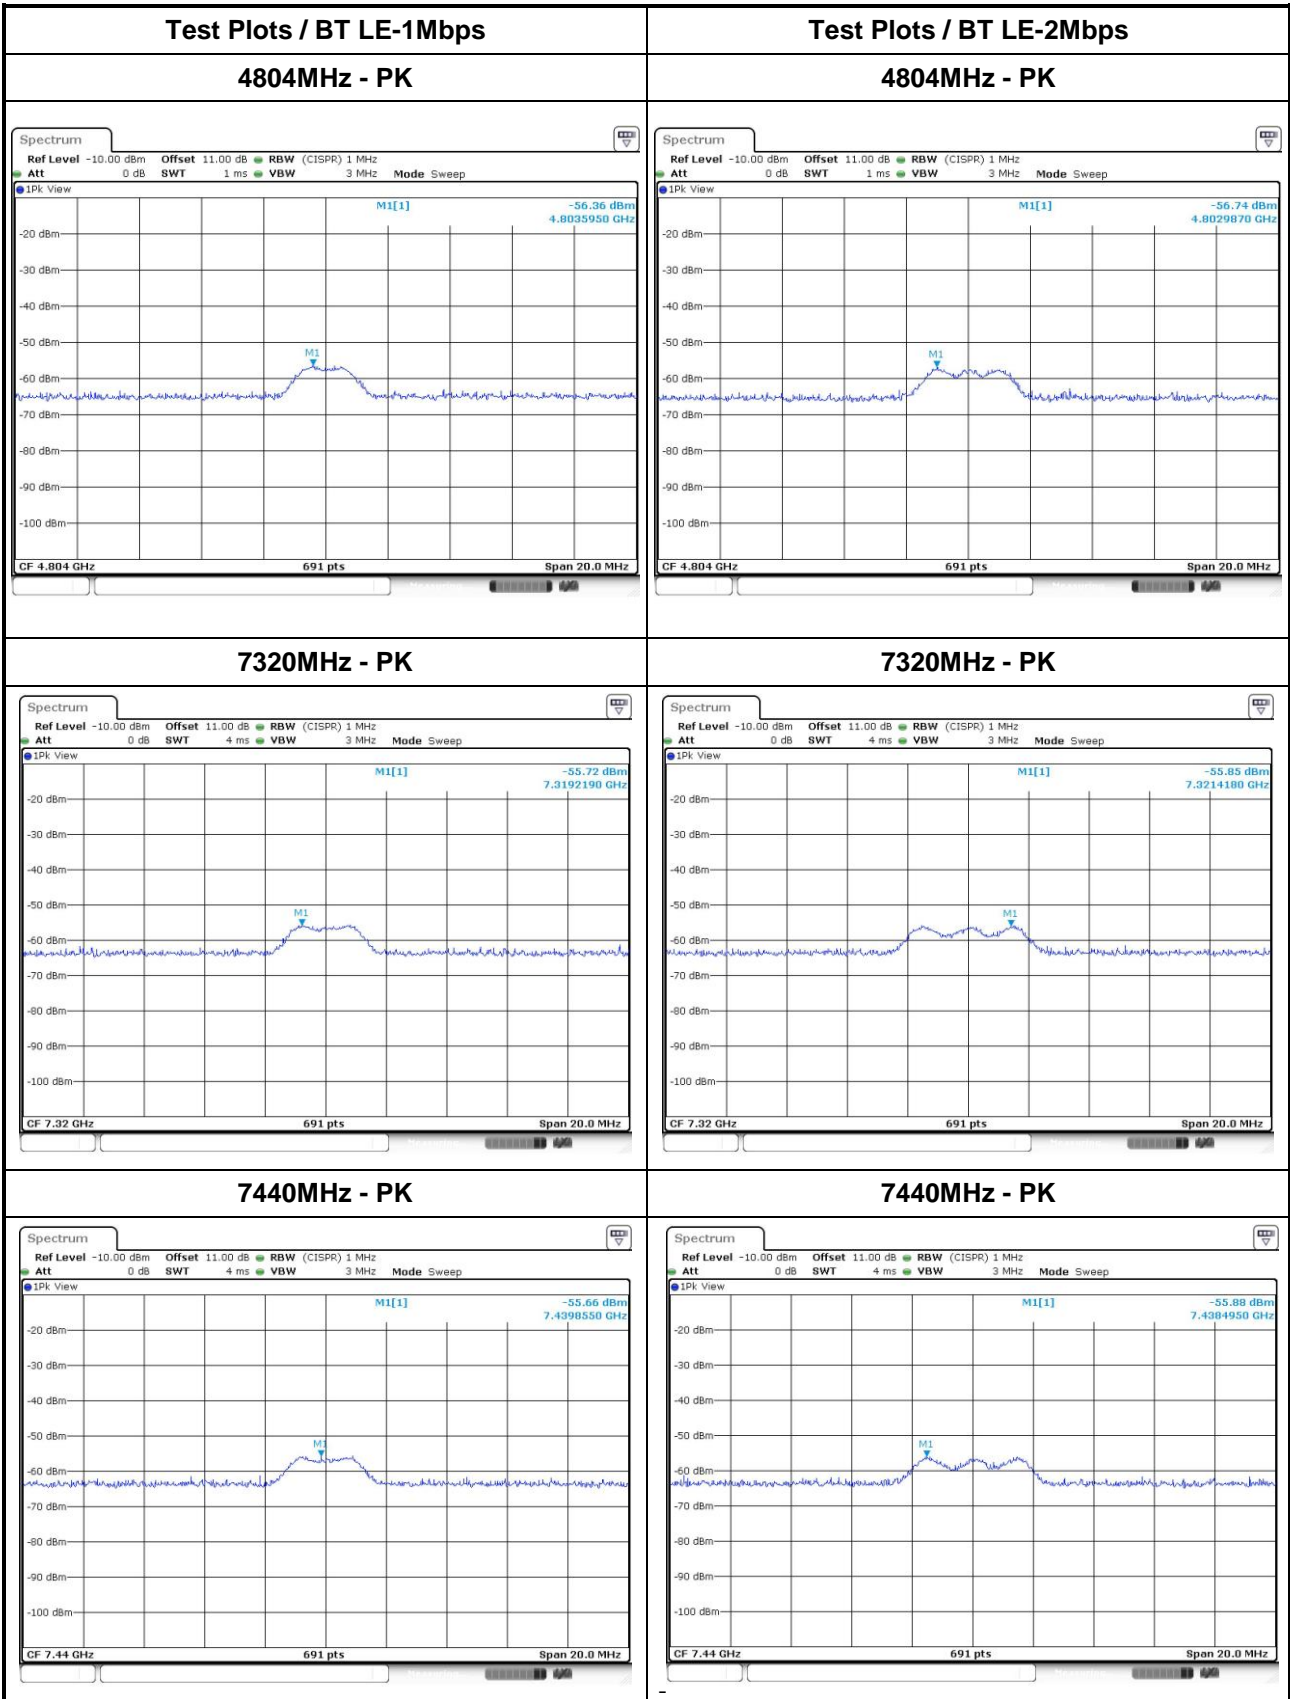 Test Plots / BT LE-1Mbps
Test Plots / BT LE-2Mbps
4804MHz - PK
4804MHz - PK
Spectrum
Ref Level -10.00 dBm Offset 11.00 dB RBW (CISPR) 1 MHz
Att 0 dB SWT 1 ms VBW 3 MHz Mode Sweep
1Pk View
M1[1] -56.36 dBm
4.8035950 GHz
-20 dBm
-30 dBm
-40 dBm
-50 dBm
M1
-60 dBm
-70 dBm
-80 dBm
-90 dBm
-100 dBm
CF 4.804 GHz 691 pts Span 20.0 MHz
Spectrum
Ref Level -10.00 dBm Offset 11.00 dB RBW (CISPR) 1 MHz
Att 0 dB SWT 1 ms VBW 3 MHz Mode Sweep
1Pk View
M1[1] -56.74 dBm
4.8029870 GHz
-20 dBm
-30 dBm
-40 dBm
-50 dBm
M1
-60 dBm
-70 dBm
-80 dBm
-90 dBm
-100 dBm
CF 4.804 GHz 691 pts Span 20.0 MHz
7320MHz - PK
7320MHz - PK
Spectrum
Ref Level -10.00 dBm Offset 11.00 dB RBW (CISPR) 1 MHz
Att 0 dB SWT 4 ms VBW 3 MHz Mode Sweep
1Pk View
M1[1] -55.72 dBm
7.3192190 GHz
-20 dBm
-30 dBm
-40 dBm
-50 dBm
M1
-60 dBm
-70 dBm
-80 dBm
-90 dBm
-100 dBm
CF 7.32 GHz 691 pts Span 20.0 MHz
Spectrum
Ref Level -10.00 dBm Offset 11.00 dB RBW (CISPR) 1 MHz
Att 0 dB SWT 4 ms VBW 3 MHz Mode Sweep
1Pk View
M1[1] -55.85 dBm
7.3214180 GHz
-20 dBm
-30 dBm
-40 dBm
-50 dBm
M1
-60 dBm
-70 dBm
-80 dBm
-90 dBm
-100 dBm
CF 7.32 GHz 691 pts Span 20.0 MHz
7440MHz - PK
7440MHz - PK
Spectrum
Ref Level -10.00 dBm Offset 11.00 dB RBW (CISPR) 1 MHz
Att 0 dB SWT 4 ms VBW 3 MHz Mode Sweep
1Pk View
M1[1] -55.66 dBm
7.4398550 GHz
-20 dBm
-30 dBm
-40 dBm
-50 dBm
M1
-60 dBm
-70 dBm
-80 dBm
-90 dBm
-100 dBm
CF 7.44 GHz 691 pts Span 20.0 MHz
Spectrum
Ref Level -10.00 dBm Offset 11.00 dB RBW (CISPR) 1 MHz
Att 0 dB SWT 4 ms VBW 3 MHz Mode Sweep
1Pk View
M1[1] -55.88 dBm
7.4384950 GHz
-20 dBm
-30 dBm
-40 dBm
-50 dBm
M1
-60 dBm
-70 dBm
-80 dBm
-90 dBm
-100 dBm
CF 7.44 GHz 691 pts Span 20.0 MHz
-